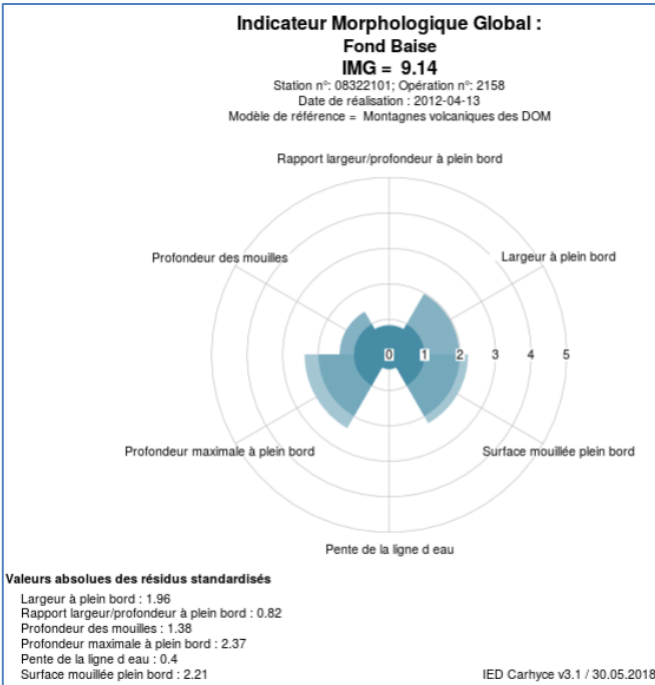 Indicateur Morphologique Global :
Fond Baise
IMG = 9.14
Station n°: 08322101; Opération n°: 2158
Date de réalisation : 2012-04-13
Modèle de référence = Montagnes volcaniques des DOM
Rapport largeur/profondeur à plein bord
Profondeur des mouilles
Largeur à plein bord
0 1 2 3 4 5
Profondeur maximale à plein bord
Surface mouillée plein bord
Pente de la ligne d eau
Valeurs absolues des résidus standardisés
Largeur à plein bord : 1.96
Rapport largeur/profondeur à plein bord : 0.82
Profondeur des mouilles : 1.38
Profondeur maximale à plein bord : 2.37
Pente de la ligne d eau : 0.4
Surface mouillée plein bord : 2.21
IED Carhyce v3.1 / 30.05.2018